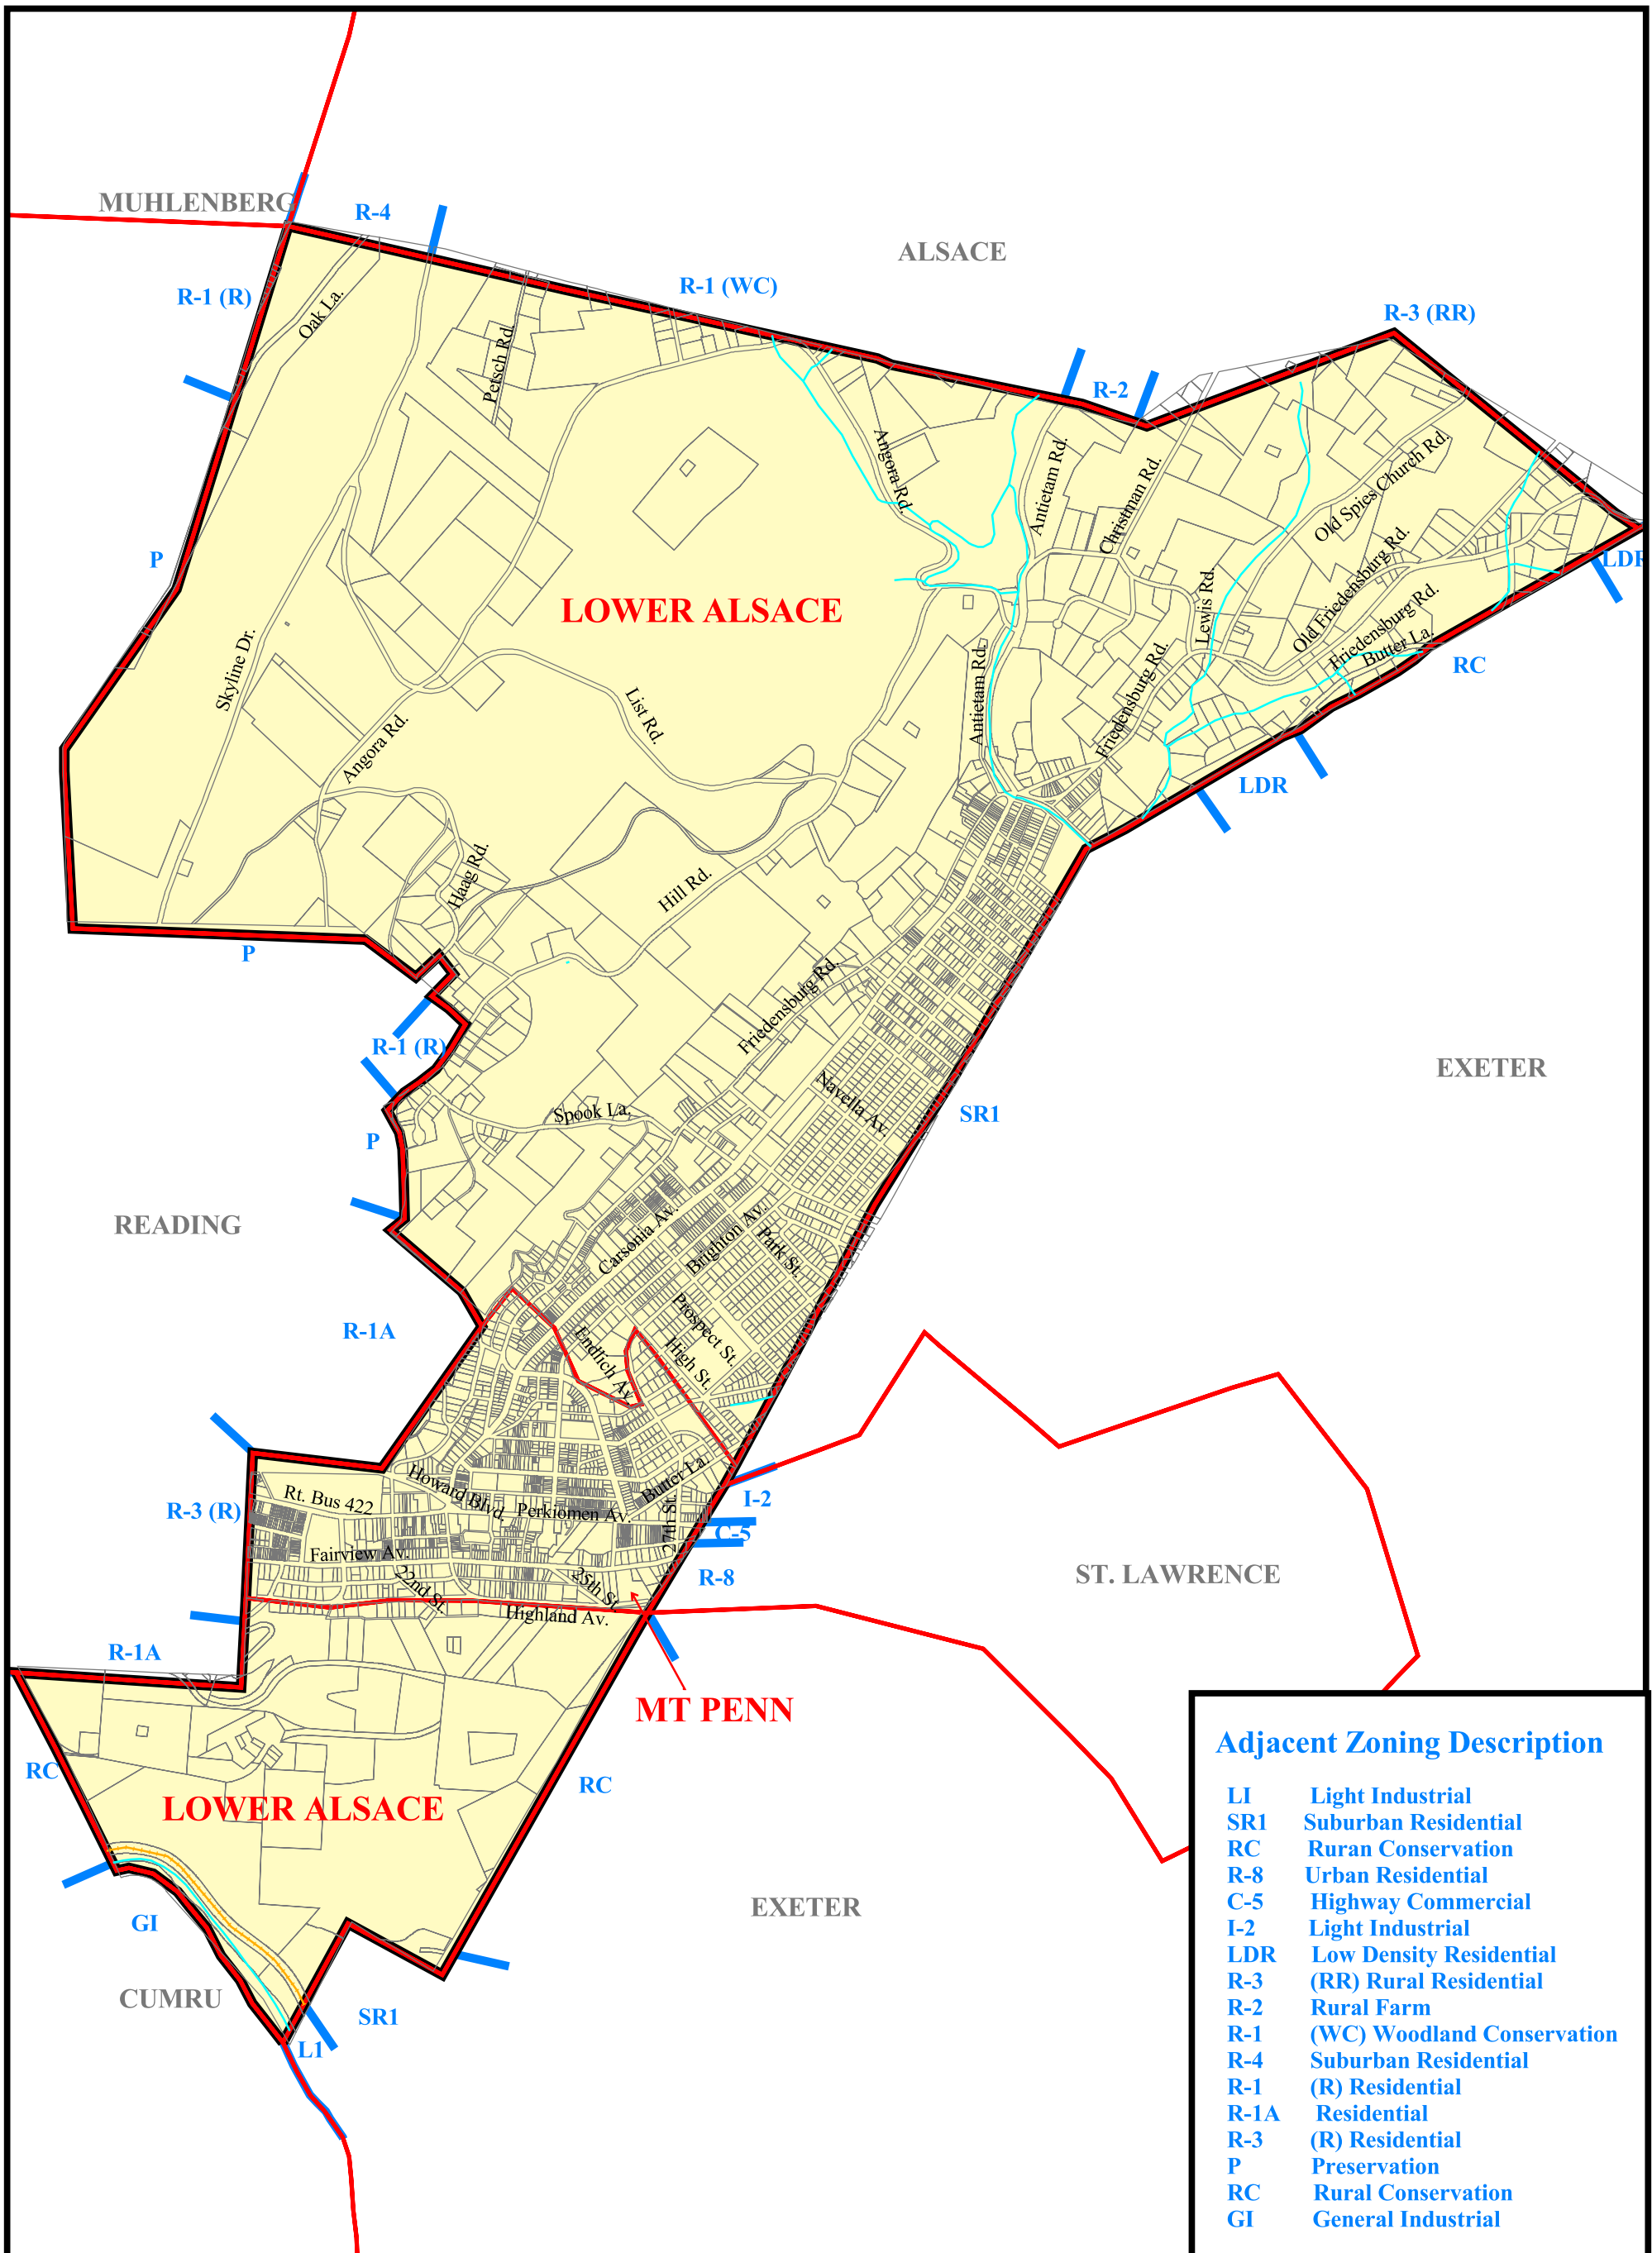 MUHLENBERG
R-4
ALSACE
R-1 (R)
R-1 (WC)
R-3 (RR)
Oak La.
Petsch Rd.
R-2
Angora Rd.
Antietam Rd.
Christman Rd.
Old Spies Church Rd.
P
LDR
Old Friedensburg Rd.
Lewis Rd.
LOWER ALSACE
Friedensburg Rd.
Butter La.
RC
Skyline Dr.
List Rd.
Antietam Rd.
Friedensburg Rd.
Angora Rd.
LDR
Haag Rd.
Hill Rd.
P
Friedensburg Rd.
R-1 (R)
EXETER
Navella Av.
Spook La.
SR1
P
READING
Carsonia Av.
Brighton Av.
Park St.
R-1A
Prospect St.
Endlich Av.
High St.
Howard Blvd.
Butter La.
Rt. Bus 422
Perkiomen Av.
27th St.
I-2
R-3 (R)
C-5
Fairview Av.
22nd St.
25th St.
R-8
ST. LAWRENCE
Highland Av.
R-1A
MT PENN
RC
RC
LOWER ALSACE
EXETER
GI
CUMRU
SR1
L1
Adjacent Zoning Description
LI Light Industrial
SR1 Suburban Residential
RC Ruran Conservation
R-8 Urban Residential
C-5 Highway Commercial
I-2 Light Industrial
LDR Low Density Residential
R-3 (RR) Rural Residential
R-2 Rural Farm
R-1 (WC) Woodland Conservation
R-4 Suburban Residential
R-1 (R) Residential
R-1A Residential
R-3 (R) Residential
P Preservation
RC Rural Conservation
GI General Industrial